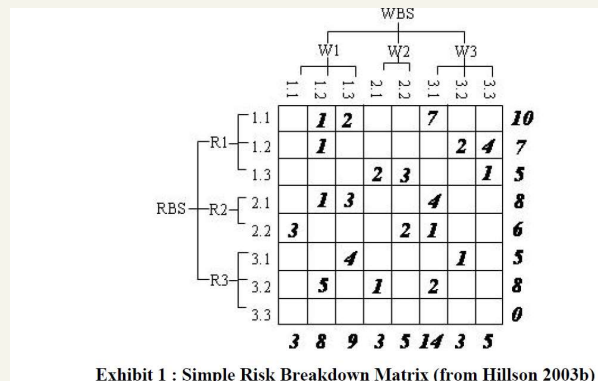 WBS
W1 W2 W3
1.1 1.2 1.3 2.1 2.2 3.1 3.2 3.3
1.1 1 2 7 10
R1 1.2 1 2 4 7
1.3 2 3 1 5
2.1 1 3 4 8
RBS R2
2.2 3 2 1 6
3.1 4 1 5
R3 3.2 5 1 2 8
3.3 0
3 8 9 3 5 14 3 5
Exhibit 1 : Simple Risk Breakdown Matrix (from Hillson 2003b)